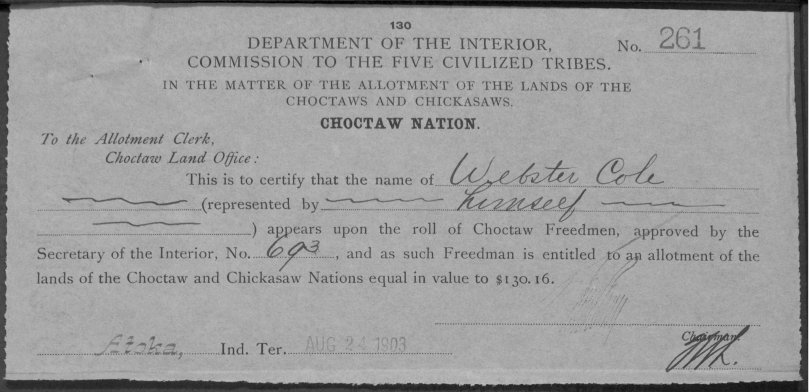 130
DEPARTMENT OF THE INTERIOR, No. 261
COMMISSION TO THE FIVE CIVILIZED TRIBES.
IN THE MATTER OF THE ALLOTMENT OF THE LANDS OF THE
CHOCTAWS AND CHICKASAWS.
CHOCTAW NATION.
To the Allotment Clerk,
Choctaw Land Office:
This is to certify that the name of Webster Cole
(represented by himself
) appears upon the roll of Choctaw Freedmen, approved by the
Secretary of the Interior, No. 693, and as such Freedman is entitled to an allotment of the
lands of the Choctaw and Chickasaw Nations equal in value to $130.16.
Chairman.
Atoka, Ind. Ter. AUG 24 1903